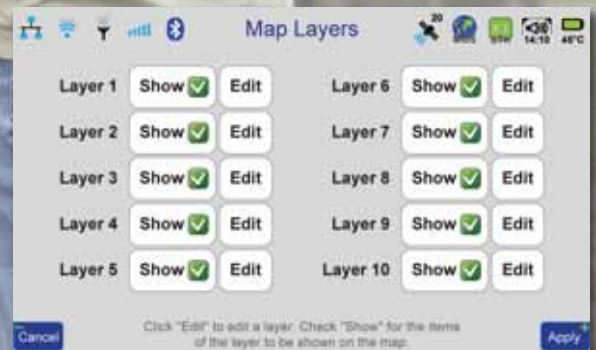 Map Layers
20
14:10
48°C
Layer 1 Show Edit
Layer 6 Show Edit
Layer 2 Show Edit
Layer 7 Show Edit
Layer 3 Show Edit
Layer 8 Show Edit
Layer 4 Show Edit
Layer 9 Show Edit
Layer 5 Show Edit
Layer 10 Show Edit
Cancel
Click "Edit" to edit a layer. Check "Show" for the items
of the layer to be shown on the map.
Apply